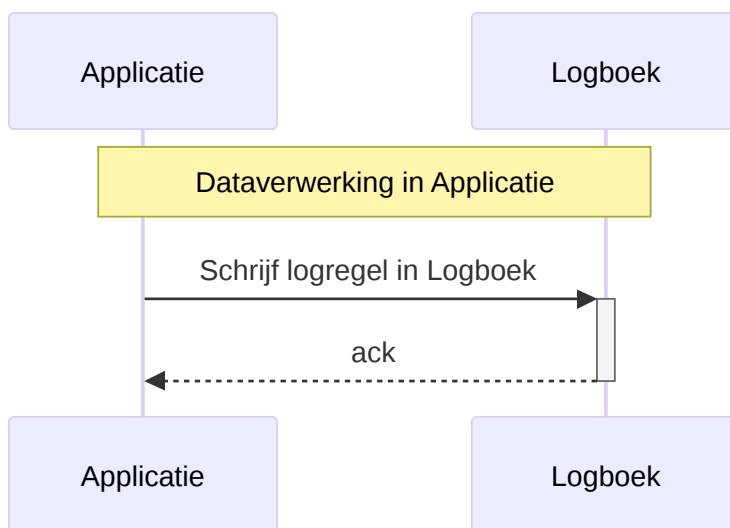 Applicatie
Logboek
Dataverwerking in Applicatie
Schrijf logregel in Logboek
ack
Applicatie
Logboek